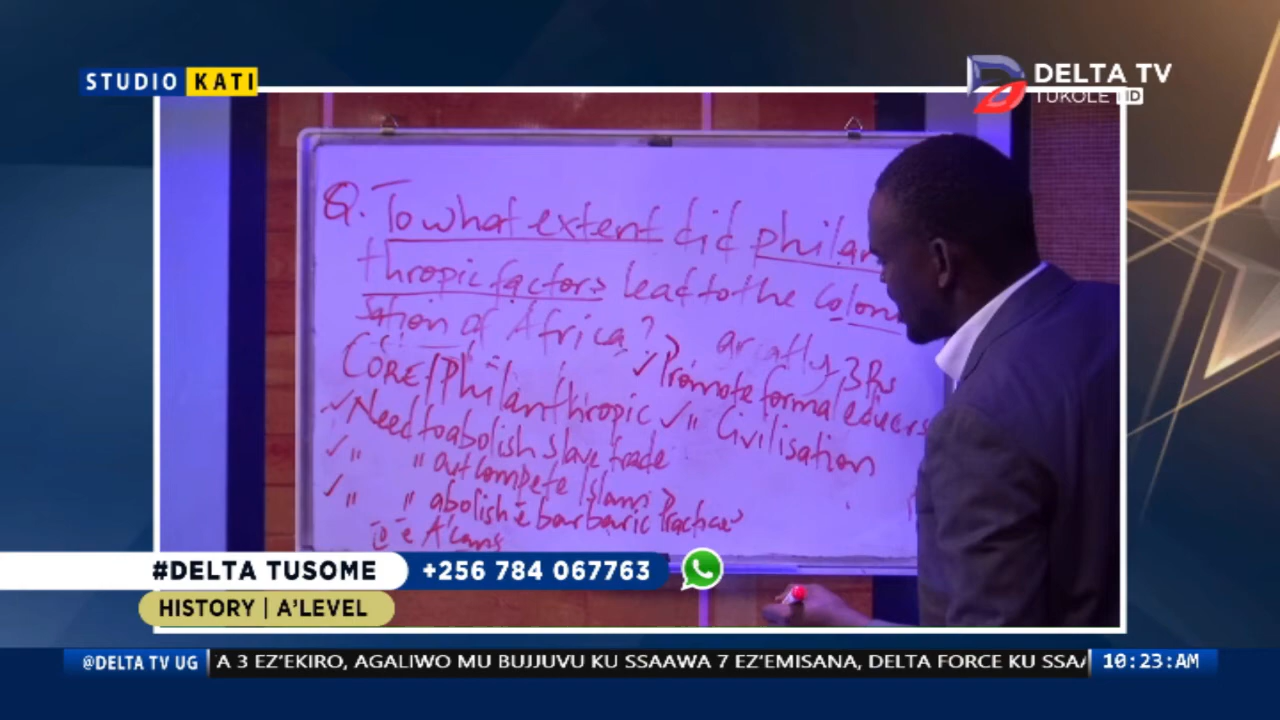 STUDIO KATI
DELTA TV
TUKOLE HD
Q. To what extent did philan
thropic factors lead to the Colon
sation of Africa?
CORE/Philanthropic
✓ Need to abolish slave trade
✓ " " out compete Islam
✓ " " abolish ē barbaric Practices
ē A'cans
✓ Promote formal educ
3Rs
✓ " Civilisation
#DELTA TUSOME
+256 784 067763
HISTORY | A'LEVEL
@DELTA TV UG
A 3 EZ'EKIRO, AGALIWO MU BUJJUVU KU SSAAWA 7 EZ'EMISANA, DELTA FORCE KU SSA
10:23:AM